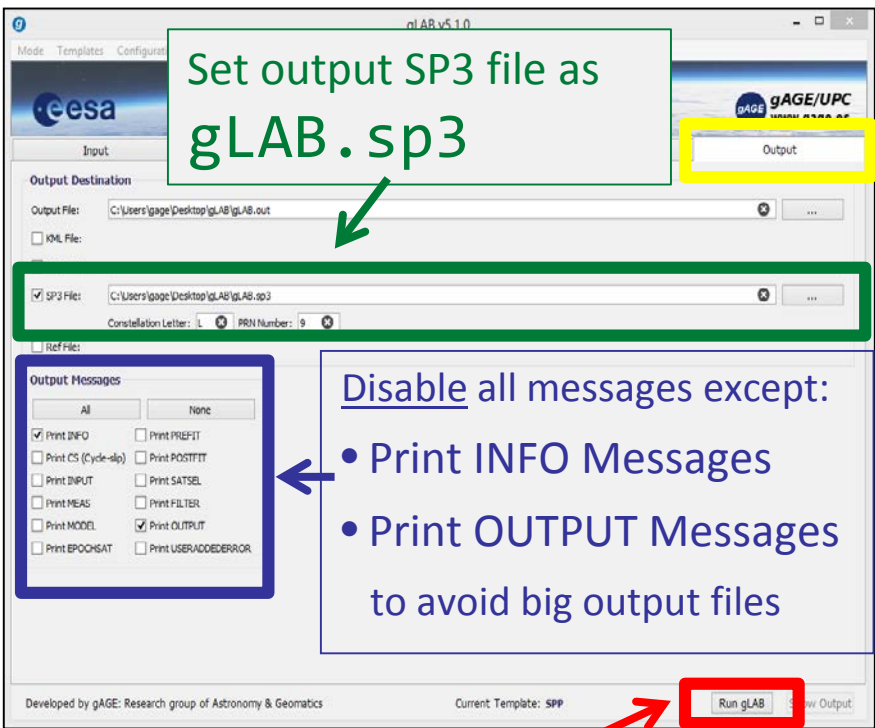 gLAB v5.1.0
Mode Templates
Set output SP3 file as
gLAB.sp3
esa
gAGE
gAGE/UPC
www.gage.es
Input
Output
Output Destination
Output File: C:\Users\gage\Desktop\gLAB\gLAB.out ...
KML File:
SP3 File: C:\Users\gage\Desktop\gLAB\gLAB.sp3 ...
Constellation Letter: L PRN Number: 9
Ref File:
Output Messages
All None
Print INFO Print PREFIT
Print CS (Cycle-slip) Print POSTFIT
Print INPUT Print SATSEL
Print MEAS Print FILTER
Print MODEL Print OUTPUT
Print EPOCHSAT Print USERADDEDERROR
Disable all messages except:
• Print INFO Messages
• Print OUTPUT Messages
to avoid big output files
Developed by gAGE: Research group of Astronomy & Geomatics Current Template: SPP Run gLAB Output